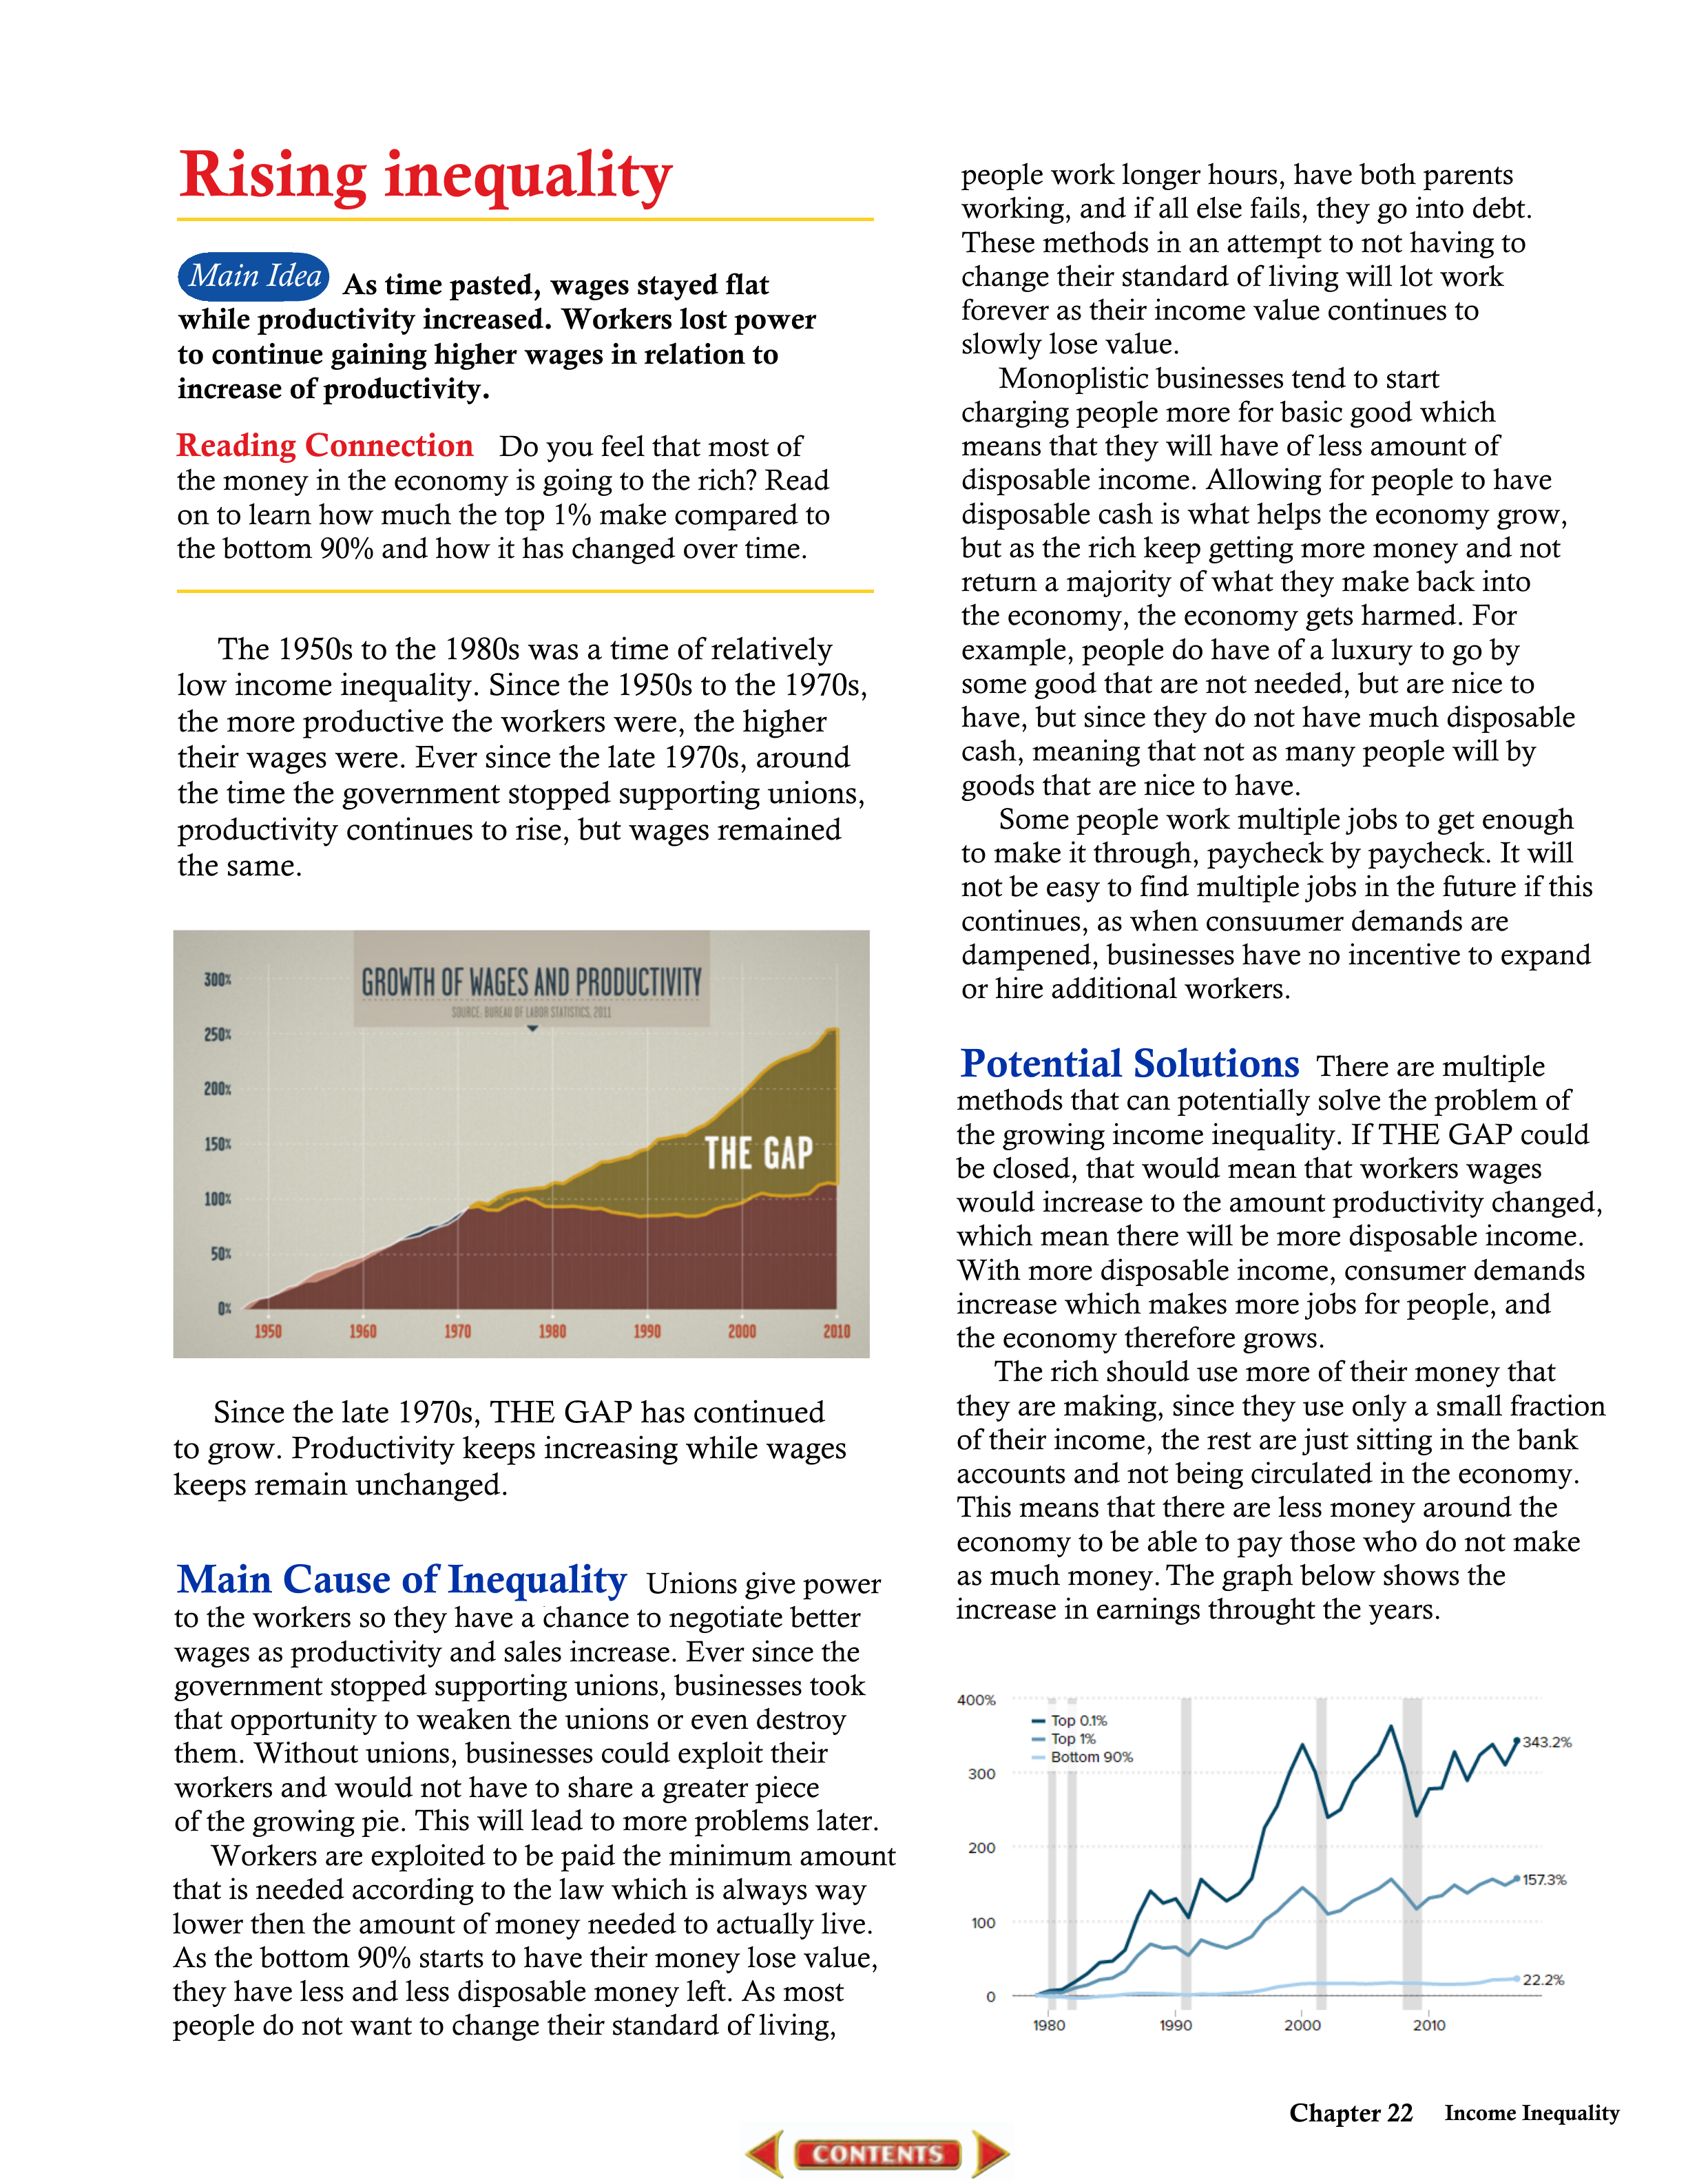 Rising inequality
Main Idea As time pasted, wages stayed flat
while productivity increased. Workers lost power
to continue gaining higher wages in relation to
increase of productivity.
Reading Connection Do you feel that most of
the money in the economy is going to the rich? Read
on to learn how much the top 1% make compared to
the bottom 90% and how it has changed over time.
The 1950s to the 1980s was a time of relatively
low income inequality. Since the 1950s to the 1970s,
the more productive the workers were, the higher
their wages were. Ever since the late 1970s, around
the time the government stopped supporting unions,
productivity continues to rise, but wages remained
the same.
GROWTH OF WAGES AND PRODUCTIVITY
SOURCE: BUREAU OF LABOR STATISTICS, 2011
300%
250%
200%
150%
100%
50%
0%
THE GAP
1950 1960 1970 1980 1990 2000 2010
Since the late 1970s, THE GAP has continued
to grow. Productivity keeps increasing while wages
keeps remain unchanged.
Main Cause of Inequality Unions give power
to the workers so they have a chance to negotiate better
wages as productivity and sales increase. Ever since the
government stopped supporting unions, businesses took
that opportunity to weaken the unions or even destroy
them. Without unions, businesses could exploit their
workers and would not have to share a greater piece
of the growing pie. This will lead to more problems later.
Workers are exploited to be paid the minimum amount
that is needed according to the law which is always way
lower then the amount of money needed to actually live.
As the bottom 90% starts to have their money lose value,
they have less and less disposable money left. As most
people do not want to change their standard of living,
people work longer hours, have both parents
working, and if all else fails, they go into debt.
These methods in an attempt to not having to
change their standard of living will lot work
forever as their income value continues to
slowly lose value.
Monoplistic businesses tend to start
charging people more for basic good which
means that they will have of less amount of
disposable income. Allowing for people to have
disposable cash is what helps the economy grow,
but as the rich keep getting more money and not
return a majority of what they make back into
the economy, the economy gets harmed. For
example, people do have of a luxury to go by
some good that are not needed, but are nice to
have, but since they do not have much disposable
cash, meaning that not as many people will by
goods that are nice to have.
Some people work multiple jobs to get enough
to make it through, paycheck by paycheck. It will
not be easy to find multiple jobs in the future if this
continues, as when consuumer demands are
dampened, businesses have no incentive to expand
or hire additional workers.
Potential Solutions There are multiple
methods that can potentially solve the problem of
the growing income inequality. If THE GAP could
be closed, that would mean that workers wages
would increase to the amount productivity changed,
which mean there will be more disposable income.
With more disposable income, consumer demands
increase which makes more jobs for people, and
the economy therefore grows.
The rich should use more of their money that
they are making, since they use only a small fraction
of their income, the rest are just sitting in the bank
accounts and not being circulated in the economy.
This means that there are less money around the
economy to be able to pay those who do not make
as much money. The graph below shows the
increase in earnings throught the years.
400%
300
200
100
0
Top 0.1%
Top 1%
Bottom 90%
343.2%
157.3%
22.2%
1980 1990 2000 2010
Chapter 22 Income Inequality
CONTENTS